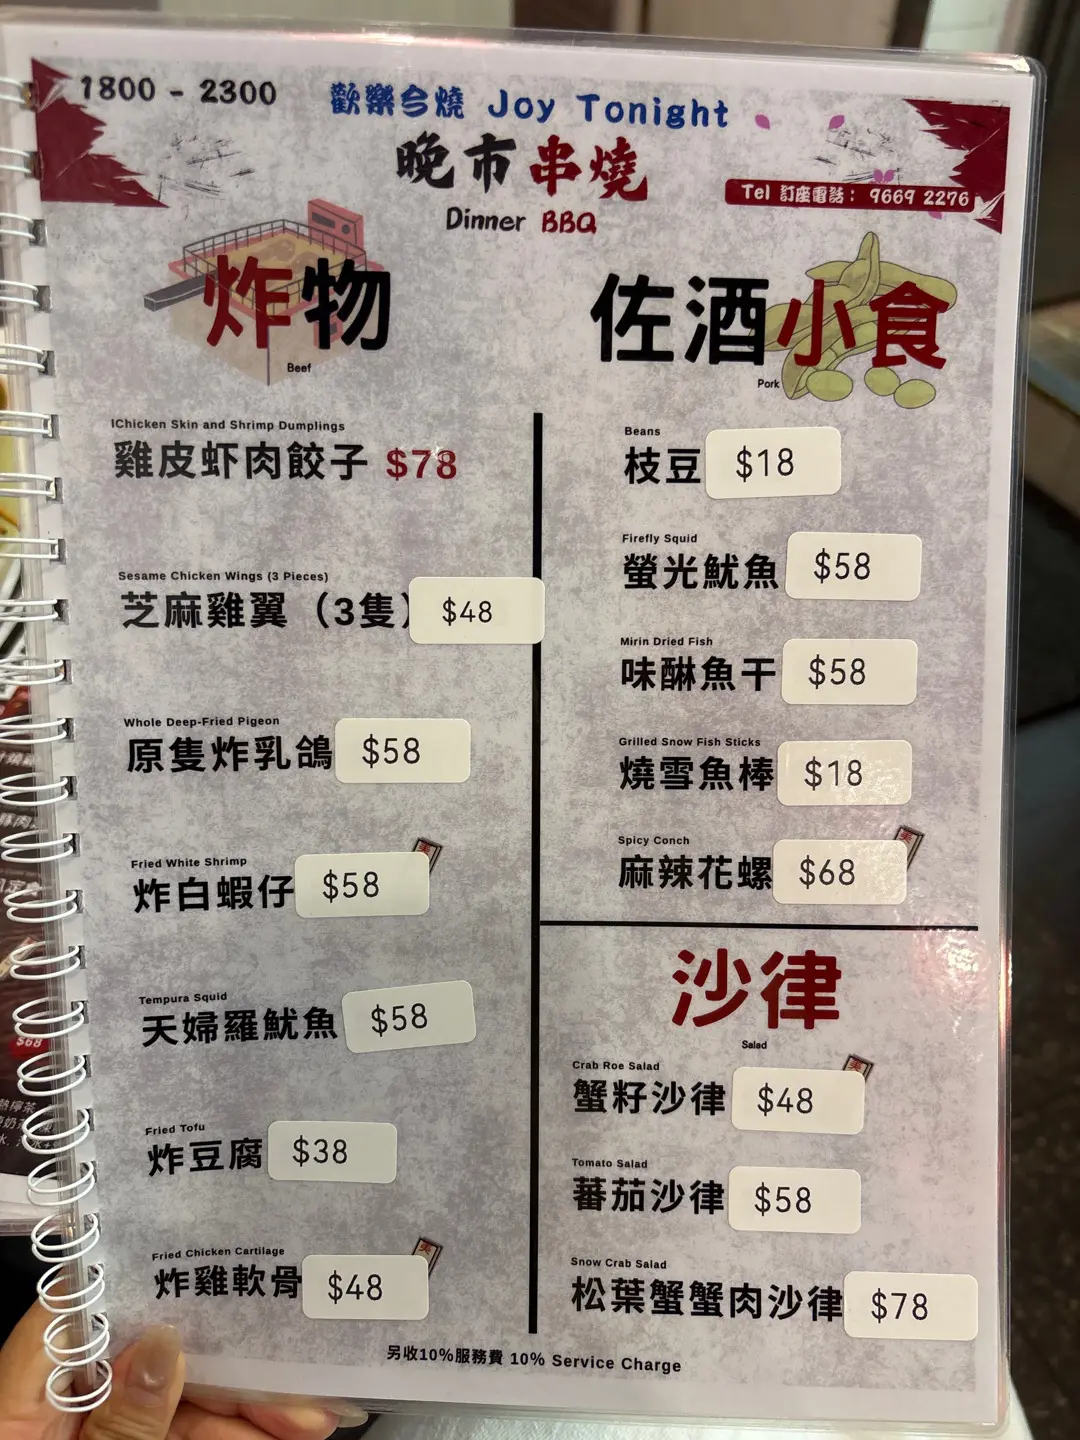 1800 - 2300
歡樂今燒 Joy Tonight
晚市串燒
Dinner BBQ
Tel 訂座電話： 9669 2276
炸物
Beef
IChicken Skin and Shrimp Dumplings
雞皮虾肉餃子 $78
Sesame Chicken Wings (3 Pieces)
芝麻雞翼（3隻） $48
Whole Deep-Fried Pigeon
原隻炸乳鴿 $58
Fried White Shrimp
炸白蝦仔 $58
Tempura Squid
天婦羅魷魚 $58
Fried Tofu
炸豆腐 $38
Fried Chicken Cartilage
炸雞軟骨 $48
佐酒小食
Pork
Beans
枝豆 $18
Firefly Squid
螢光魷魚 $58
Mirin Dried Fish
味醂魚干 $58
Grilled Snow Fish Sticks
燒雪魚棒 $18
Spicy Conch
麻辣花螺 $68
沙律
Salad
Crab Roe Salad
蟹籽沙律 $48
Tomato Salad
蕃茄沙律 $58
Snow Crab Salad
松葉蟹蟹肉沙律 $78
另收10%服務費 10% Service Charge
$68